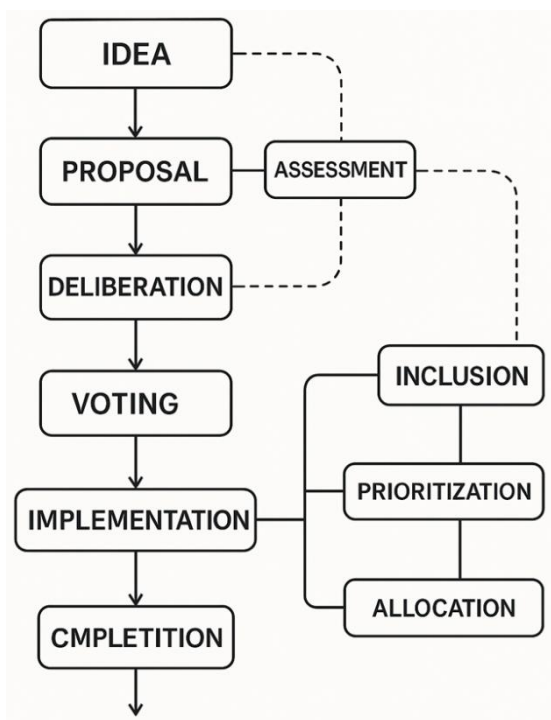 IDEA
PROPOSAL
ASSESSMENT
DELIBERATION
VOTING
INCLUSION
IMPLEMENTATION
PRIORITIZATION
ALLOCATION
CMPLETITION